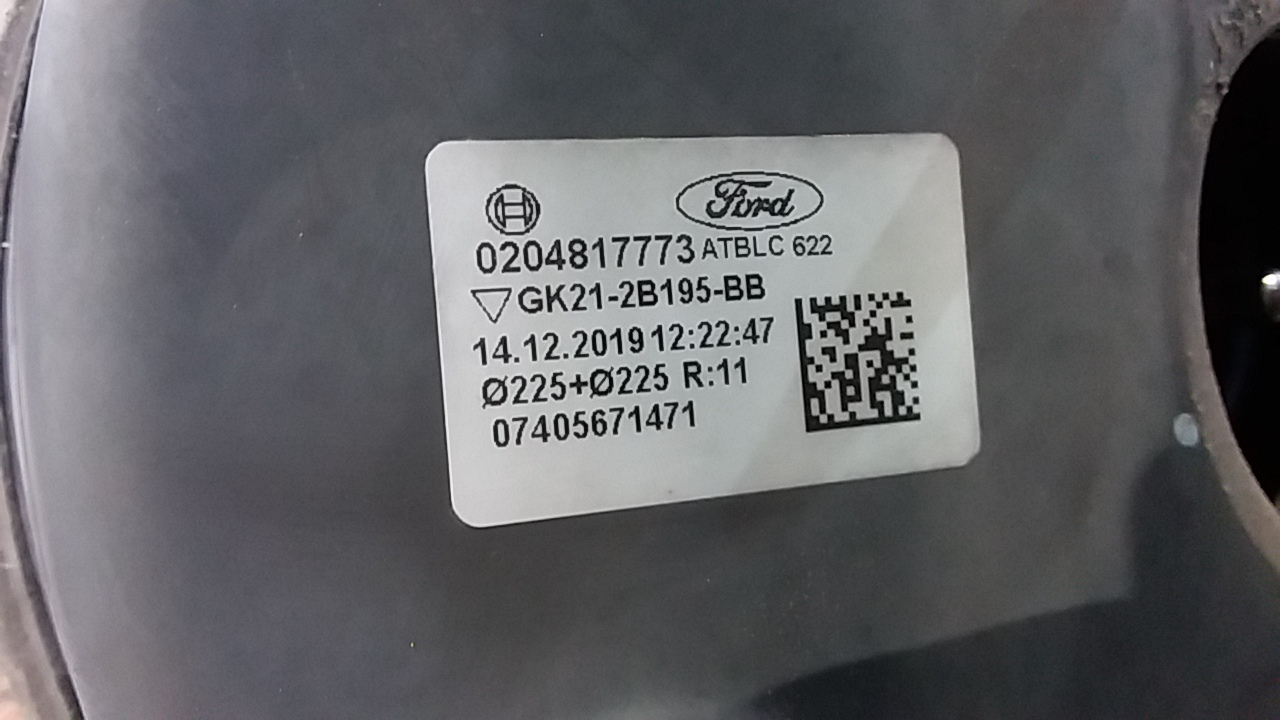 Ford
0204817773 ATBLC 622
GK21-2B195-BB
14.12.2019 12:22:47
Ø225+Ø225 R:11
07405671471